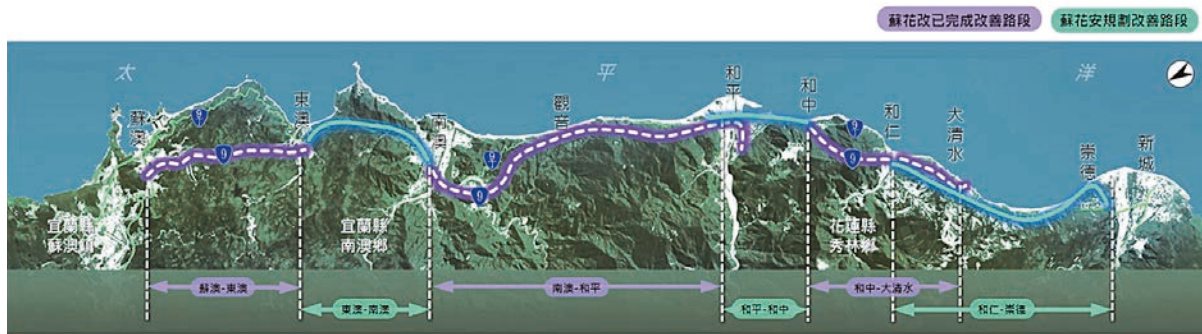 蘇花改已完成改善路段
蘇花安規劃改善路段
太
平
洋
蘇澳
東澳
南澳
觀音
和平
和中
和仁
大清水
崇德
新城
9
9
9
9
9
9
宜蘭縣
蘇澳鎮
宜蘭縣
南澳鄉
花蓮縣
秀林鄉
蘇澳-東澳
東澳-南澳
南澳-和平
和平-和中
和中-大清水
和仁-崇德